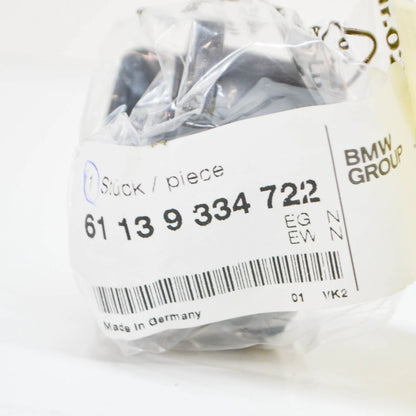 1 Stück / piece
61 13 9 334 722
EG N
EW N
BMW
GROUP
01 VK2
Made in Germany